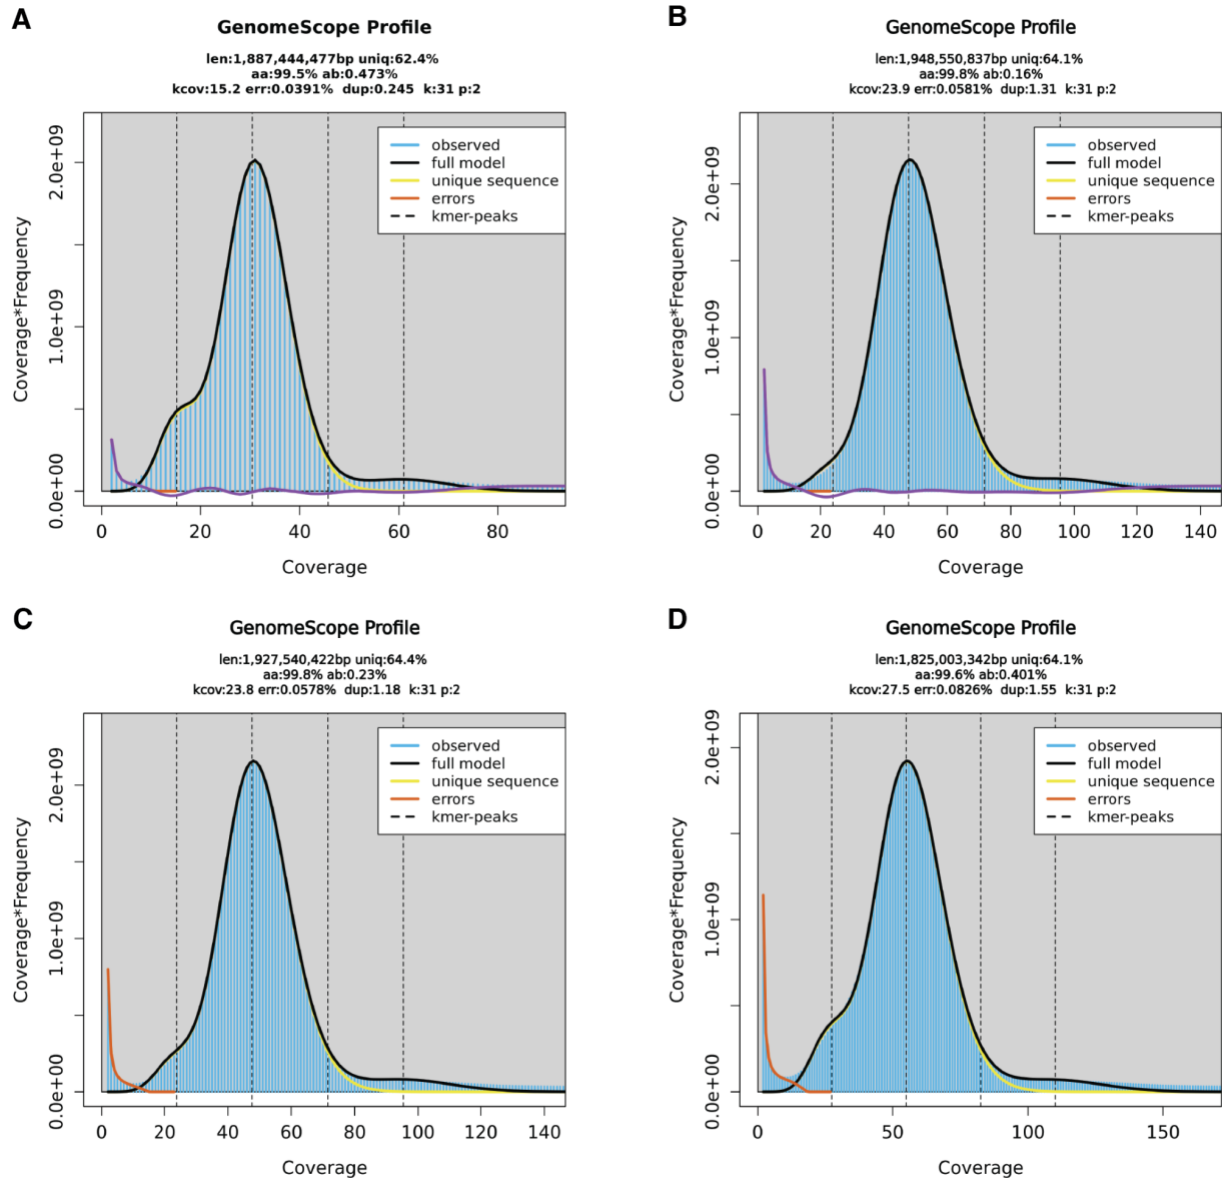 A
GenomeScope Profile
len:1,887,444,477bp uniq:62.4%
aa:99.5% ab:0.473%
kcov:15.2 err:0.0391% dup:0.245 k:31 p:2
observed
full model
unique sequence
errors
kmer-peaks
Coverage*Frequency
0.0e+00
1.0e+09
2.0e+09
0
20
40
60
80
Coverage
B
GenomeScope Profile
len:1,948,550,837bp uniq:64.1%
aa:99.8% ab:0.16%
kcov:23.9 err:0.0581% dup:1.31 k:31 p:2
observed
full model
unique sequence
errors
kmer-peaks
Coverage*Frequency
0.0e+00
1.0e+09
2.0e+09
0
20
40
60
80
100
120
140
Coverage
C
GenomeScope Profile
len:1,927,540,422bp uniq:64.4%
aa:99.8% ab:0.23%
kcov:23.8 err:0.0578% dup:1.18 k:31 p:2
observed
full model
unique sequence
errors
kmer-peaks
Coverage*Frequency
0.0e+00
1.0e+09
2.0e+09
0
20
40
60
80
100
120
140
Coverage
D
GenomeScope Profile
len:1,825,003,342bp uniq:64.1%
aa:99.6% ab:0.401%
kcov:27.5 err:0.0826% dup:1.55 k:31 p:2
observed
full model
unique sequence
errors
kmer-peaks
Coverage*Frequency
0.0e+00
1.0e+09
2.0e+09
0
50
100
150
Coverage